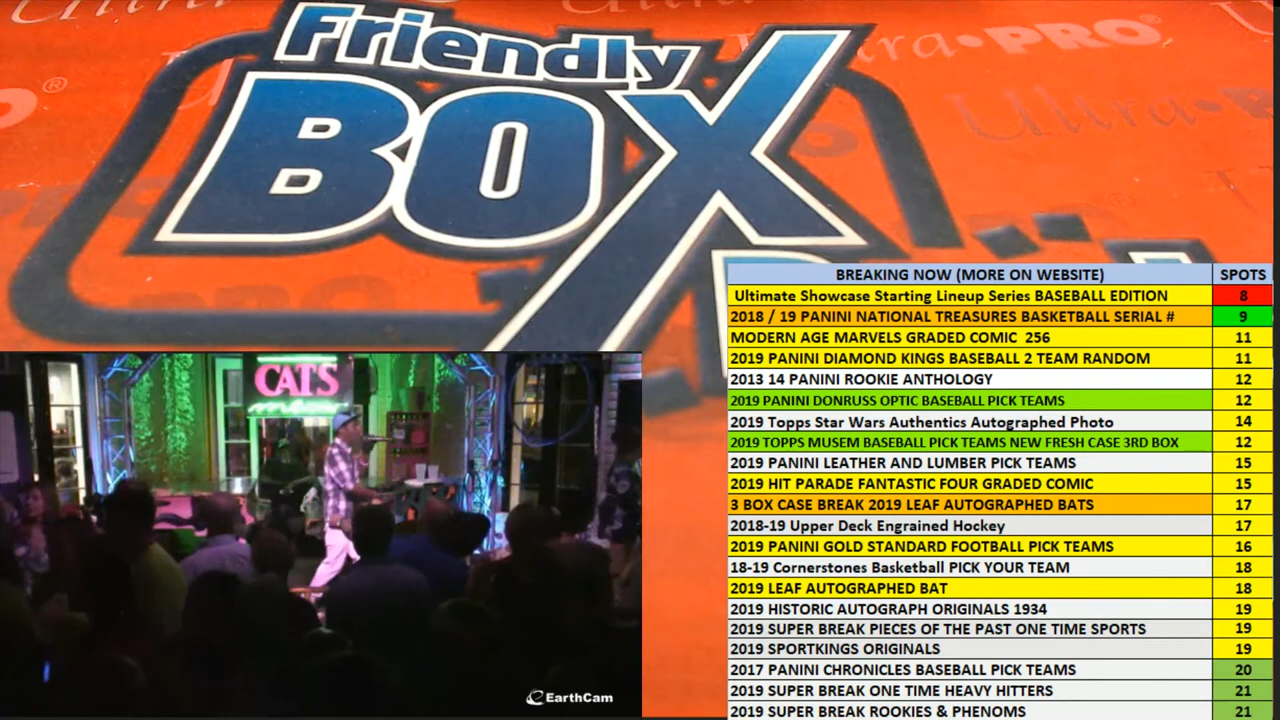 Friendly
BOX
Ultra•PRO®
BREAKING NOW (MORE ON WEBSITE) SPOTS
Ultimate Showcase Starting Lineup Series BASEBALL EDITION 8
2018 / 19 PANINI NATIONAL TREASURES BASKETBALL SERIAL # 9
MODERN AGE MARVELS GRADED COMIC 256 11
2019 PANINI DIAMOND KINGS BASEBALL 2 TEAM RANDOM 11
2013 14 PANINI ROOKIE ANTHOLOGY 12
2019 PANINI DONRUSS OPTIC BASEBALL PICK TEAMS 12
2019 Topps Star Wars Authentics Autographed Photo 14
2019 TOPPS MUSEM BASEBALL PICK TEAMS NEW FRESH CASE 3RD BOX 12
2019 PANINI LEATHER AND LUMBER PICK TEAMS 15
2019 HIT PARADE FANTASTIC FOUR GRADED COMIC 15
3 BOX CASE BREAK 2019 LEAF AUTOGRAPHED BATS 17
2018-19 Upper Deck Engrained Hockey 17
2019 PANINI GOLD STANDARD FOOTBALL PICK TEAMS 16
18-19 Cornerstones Basketball PICK YOUR TEAM 18
2019 LEAF AUTOGRAPHED BAT 18
2019 HISTORIC AUTOGRAPH ORIGINALS 1934 19
2019 SUPER BREAK PIECES OF THE PAST ONE TIME SPORTS 19
2019 SPORTKINGS ORIGINALS 19
2017 PANINI CHRONICLES BASEBALL PICK TEAMS 20
2019 SUPER BREAK ONE TIME HEAVY HITTERS 21
2019 SUPER BREAK ROOKIES & PHENOMS 21
CATS
EarthCam